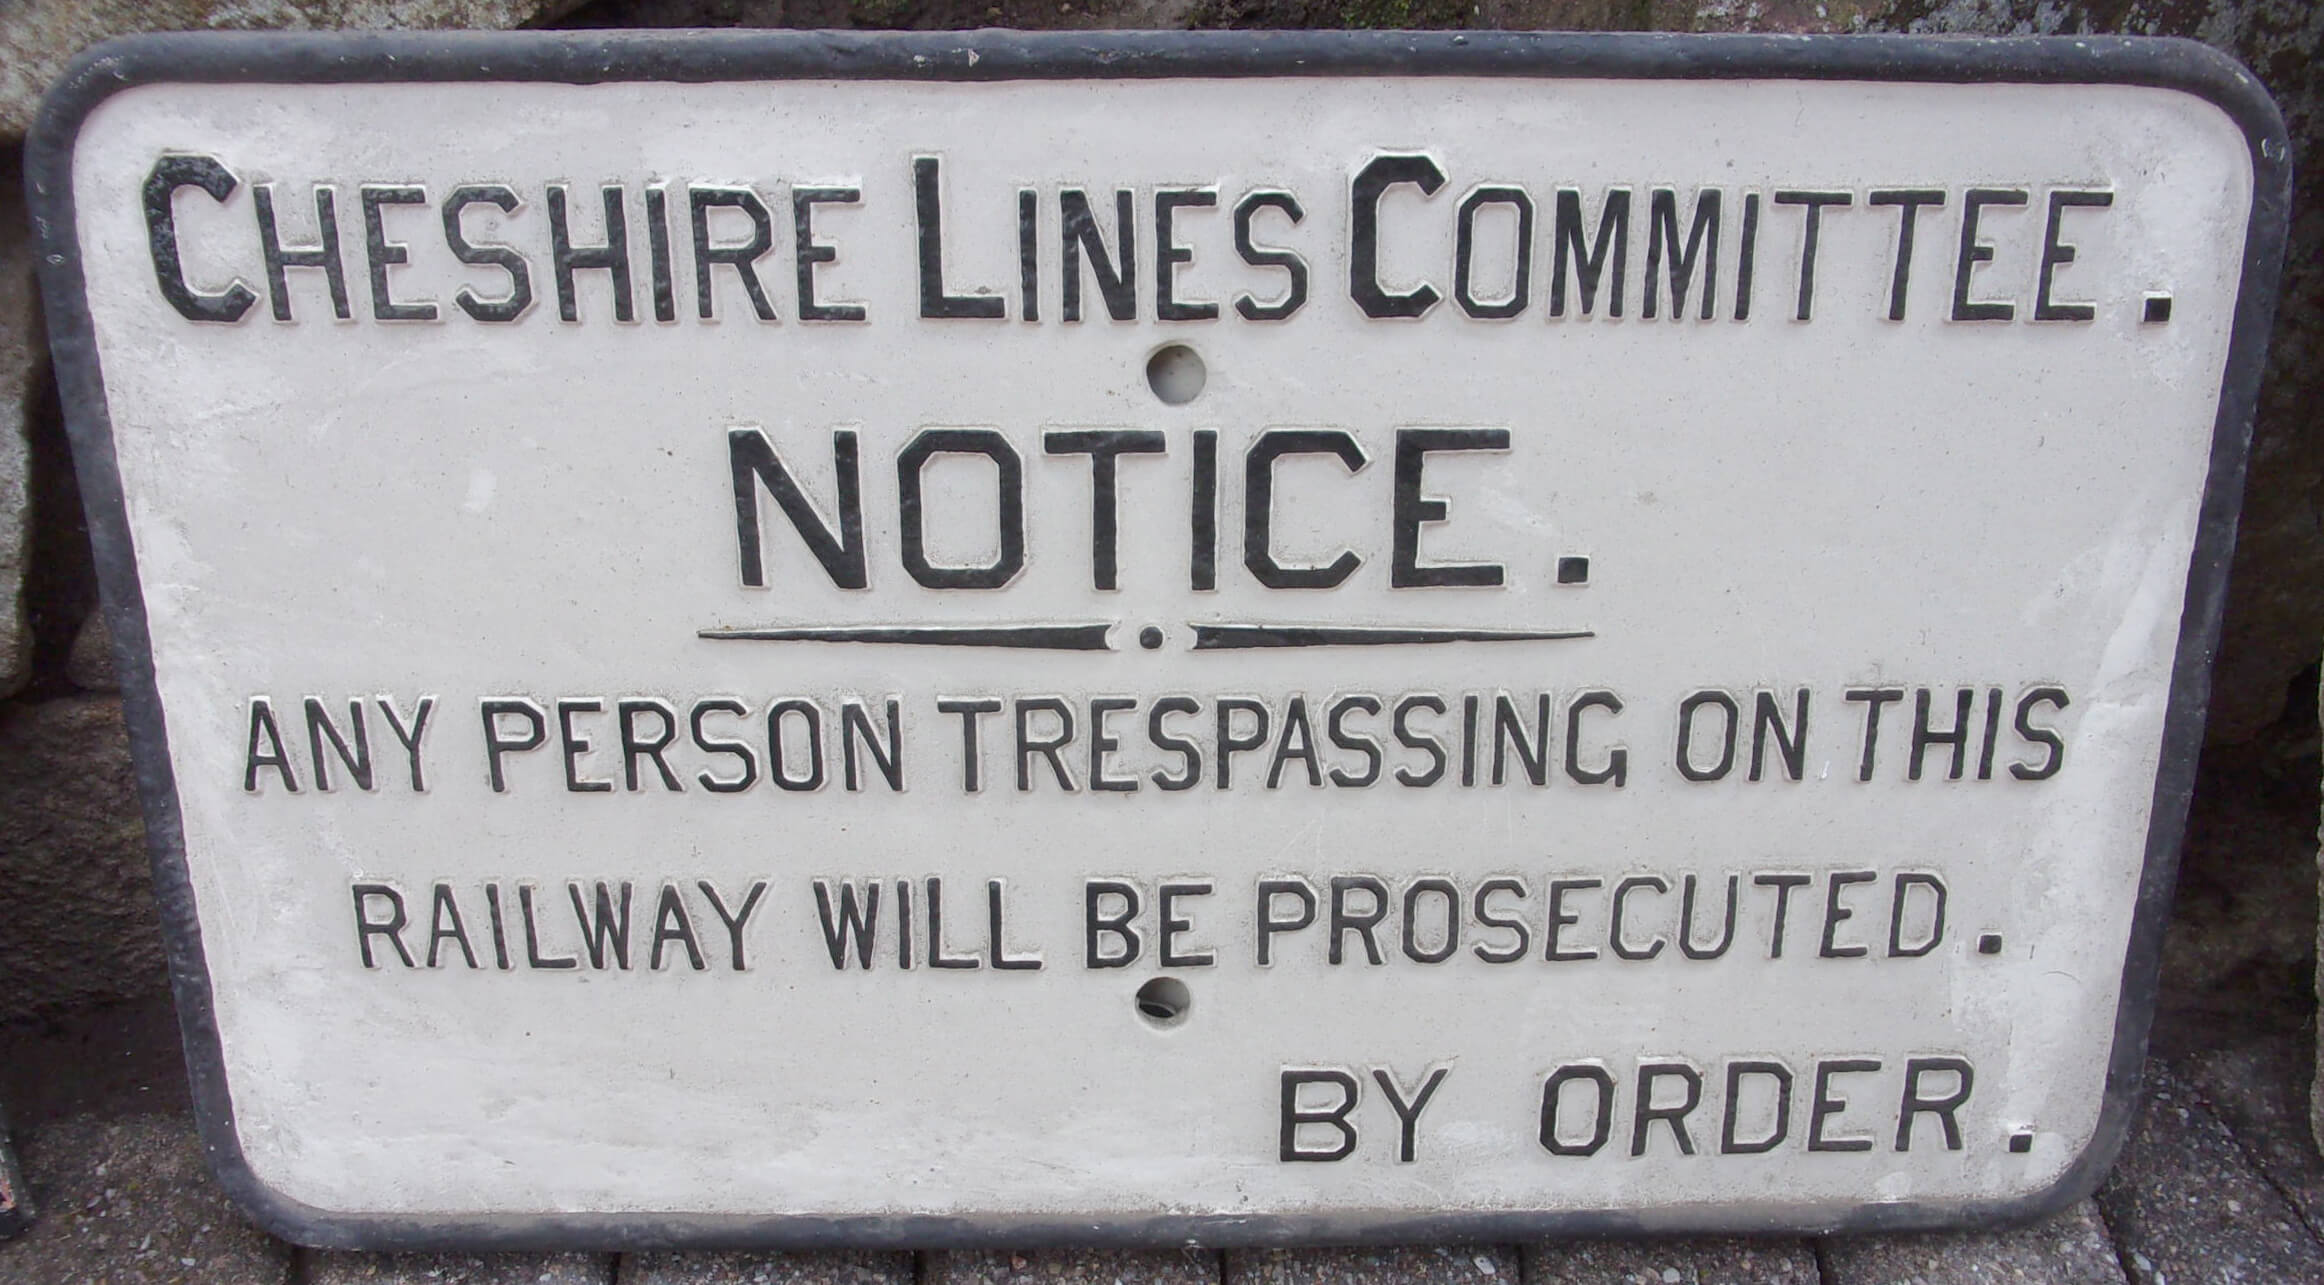 CHESHIRE LINES COMMITTEE.
NOTICE.
ANY PERSON TRESPASSING ON THIS
RAILWAY WILL BE PROSECUTED.
BY ORDER.